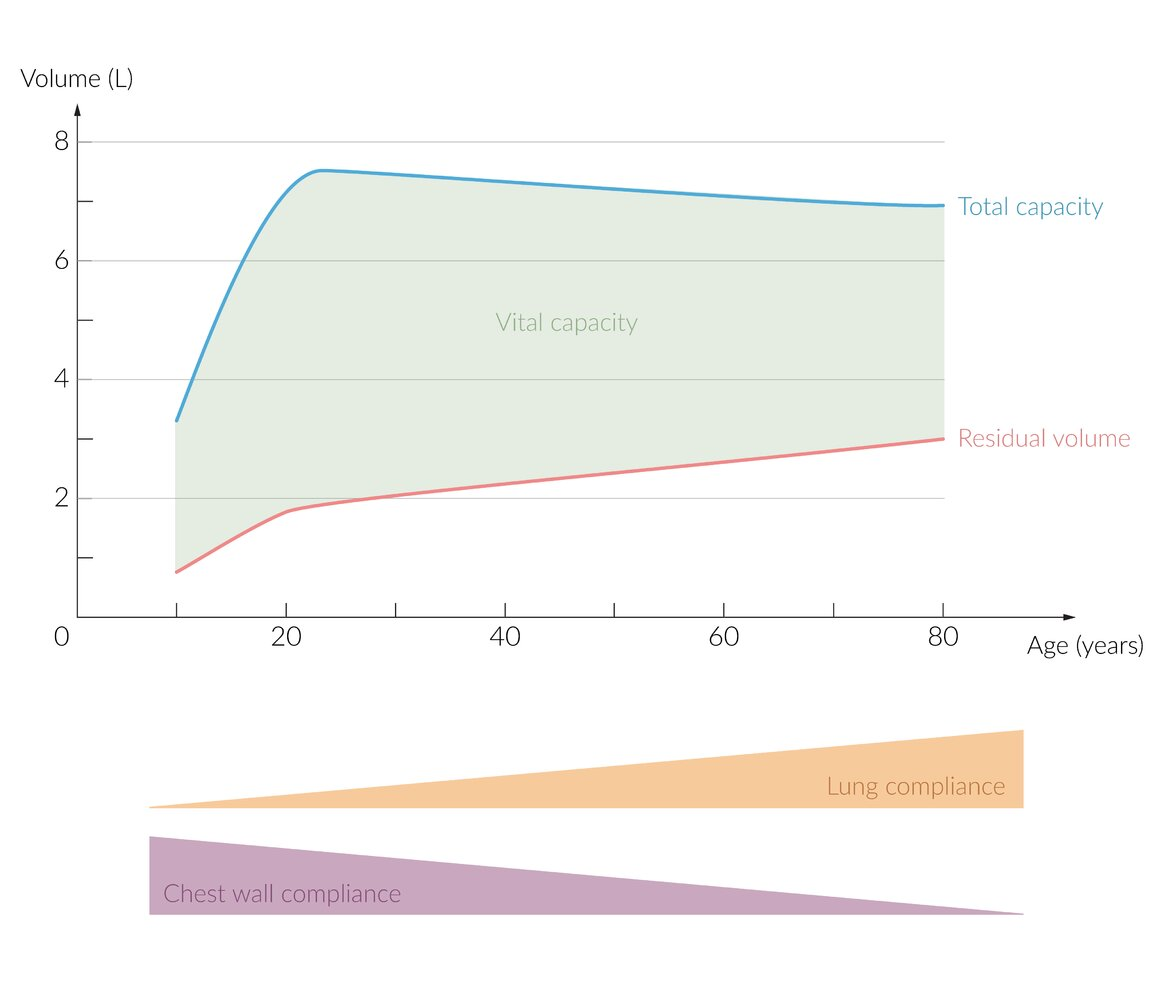 Volume (L)
8
Total capacity
6
Vital capacity
4
Residual volume
2
0
20
40
60
80
Age (years)
Lung compliance
Chest wall compliance